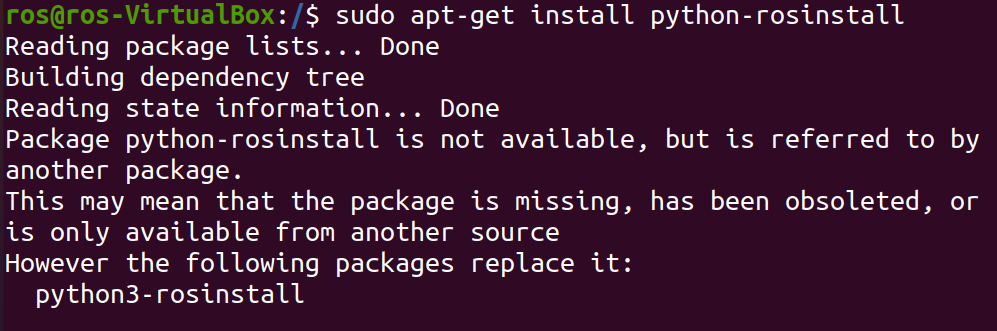 ros@ros-VirtualBox:/$ sudo apt-get install python-rosinstall
Reading package lists... Done
Building dependency tree
Reading state information... Done
Package python-rosinstall is not available, but is referred to by
another package.
This may mean that the package is missing, has been obsoleted, or
is only available from another source
However the following packages replace it:
  python3-rosinstall